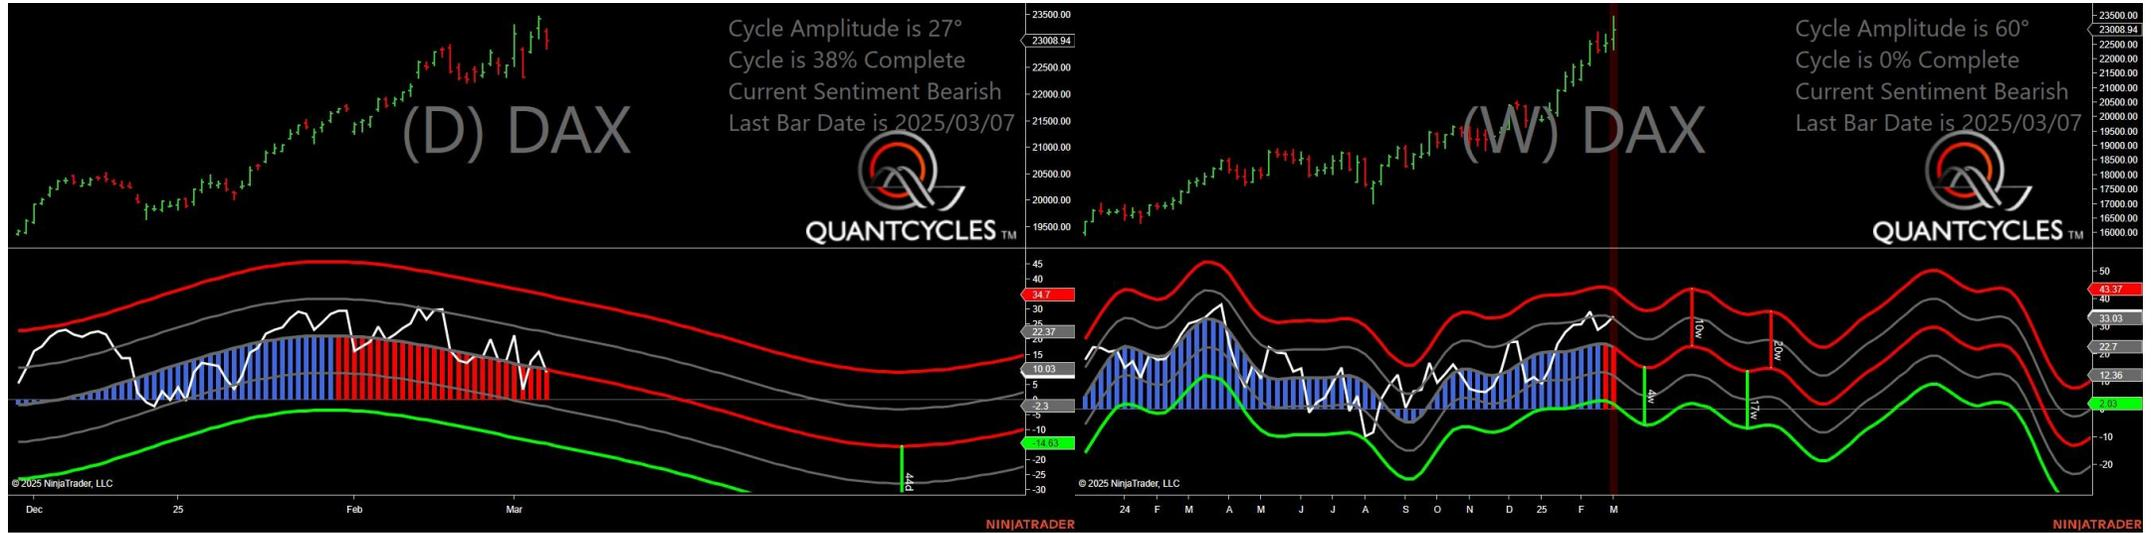 Cycle Amplitude is 27°
Cycle is 38% Complete
Current Sentiment Bearish
Last Bar Date is 2025/03/07
(D) DAX
QUANTCYCLES TM
23500.00
23008.94
22500.00
22000.00
21500.00
21000.00
20500.00
20000.00
19500.00
45
40
34.7
30
25
22.37
20
15
10.03
5
0
-2.3
-5
-10
-14.63
-20
-25
-30
44d
© 2025 NinjaTrader, LLC
Dec
25
Feb
Mar
NINJATRADER
Cycle Amplitude is 60°
Cycle is 0% Complete
Current Sentiment Bearish
Last Bar Date is 2025/03/07
(W) DAX
QUANTCYCLES TM
23500.00
23008.94
22500.00
22000.00
21500.00
21000.00
20500.00
20000.00
19500.00
19000.00
18500.00
18000.00
17500.00
17000.00
16500.00
16000.00
50
43.37
40
33.03
30
22.7
20
12.36
10
2.03
-10
-20
4w
10w
17w
20w
© 2025 NinjaTrader, LLC
24 F M A M J J A S O N D 25 F M
NINJATRADER